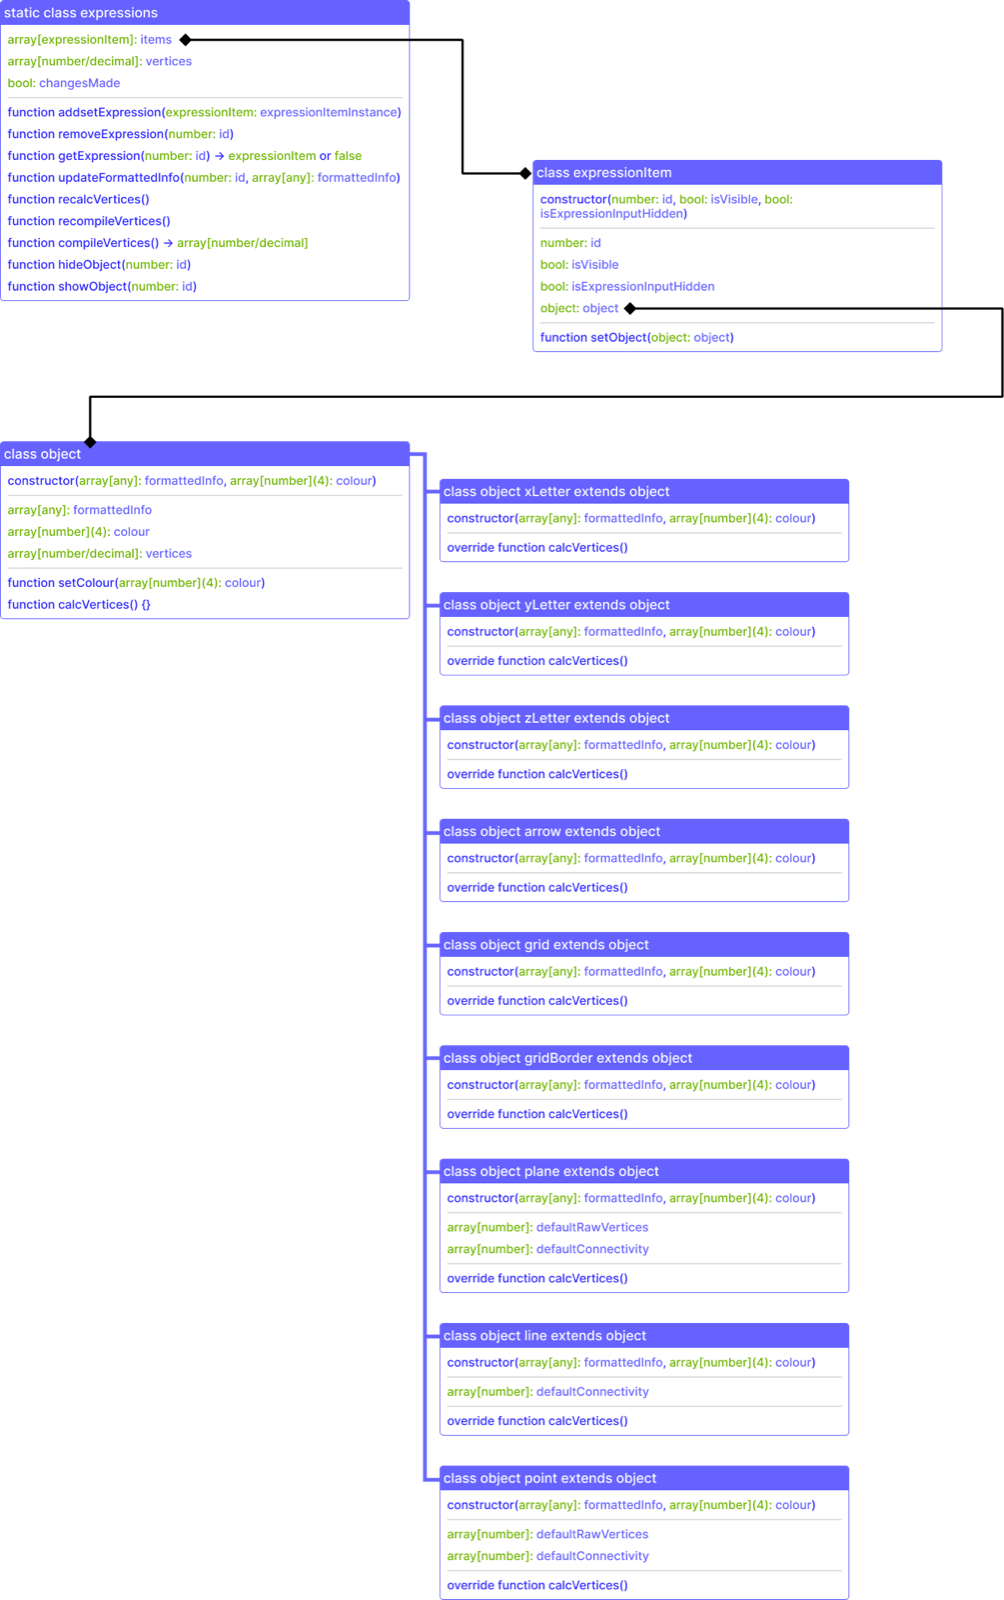 static class expressions
array[expressionItem]: items
array[number/decimal]: vertices
bool: changesMade
function addsetExpression(expressionItem: expressionItemInstance)
function removeExpression(number: id)
function getExpression(number: id) → expressionItem or false
function updateFormattedInfo(number: id, array[any]: formattedInfo)
function recalcVertices()
function recompileVertices()
function compileVertices() → array[number/decimal]
function hideObject(number: id)
function showObject(number: id)
class expressionItem
constructor(number: id, bool: isVisible, bool:
isExpressionInputHidden)
number: id
bool: isVisible
bool: isExpressionInputHidden
object: object
function setObject(object: object)
class object
constructor(array[any]: formattedInfo, array[number](4): colour)
array[any]: formattedInfo
array[number](4): colour
array[number/decimal]: vertices
function setColour(array[number](4): colour)
function calcVertices() {}
class object xLetter extends object
constructor(array[any]: formattedInfo, array[number](4): colour)
override function calcVertices()
class object yLetter extends object
constructor(array[any]: formattedInfo, array[number](4): colour)
override function calcVertices()
class object zLetter extends object
constructor(array[any]: formattedInfo, array[number](4): colour)
override function calcVertices()
class object arrow extends object
constructor(array[any]: formattedInfo, array[number](4): colour)
override function calcVertices()
class object grid extends object
constructor(array[any]: formattedInfo, array[number](4): colour)
override function calcVertices()
class object gridBorder extends object
constructor(array[any]: formattedInfo, array[number](4): colour)
override function calcVertices()
class object plane extends object
constructor(array[any]: formattedInfo, array[number](4): colour)
array[number]: defaultRawVertices
array[number]: defaultConnectivity
override function calcVertices()
class object line extends object
constructor(array[any]: formattedInfo, array[number](4): colour)
array[number]: defaultConnectivity
override function calcVertices()
class object point extends object
constructor(array[any]: formattedInfo, array[number](4): colour)
array[number]: defaultRawVertices
array[number]: defaultConnectivity
override function calcVertices()